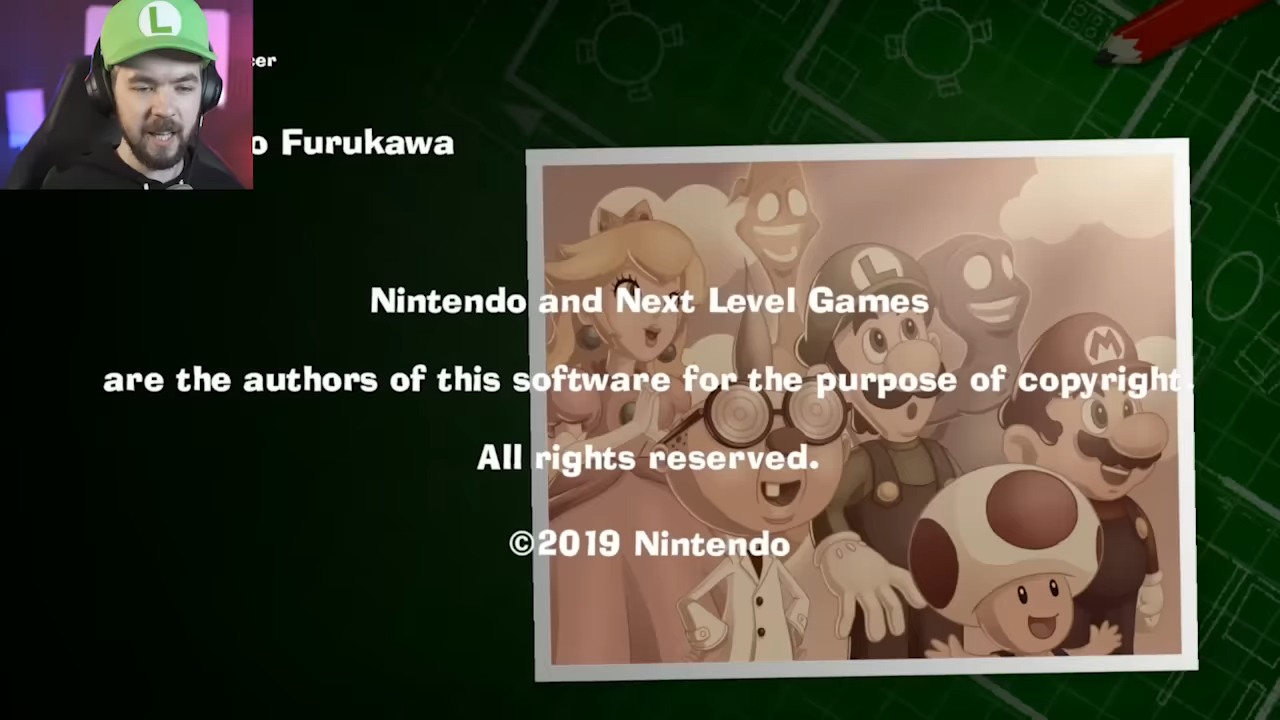 L
cer
o Furukawa
L
Nintendo and Next Level Games
M
are the authors of this software for the purpose of copyright.
All rights reserved.
©2019 Nintendo